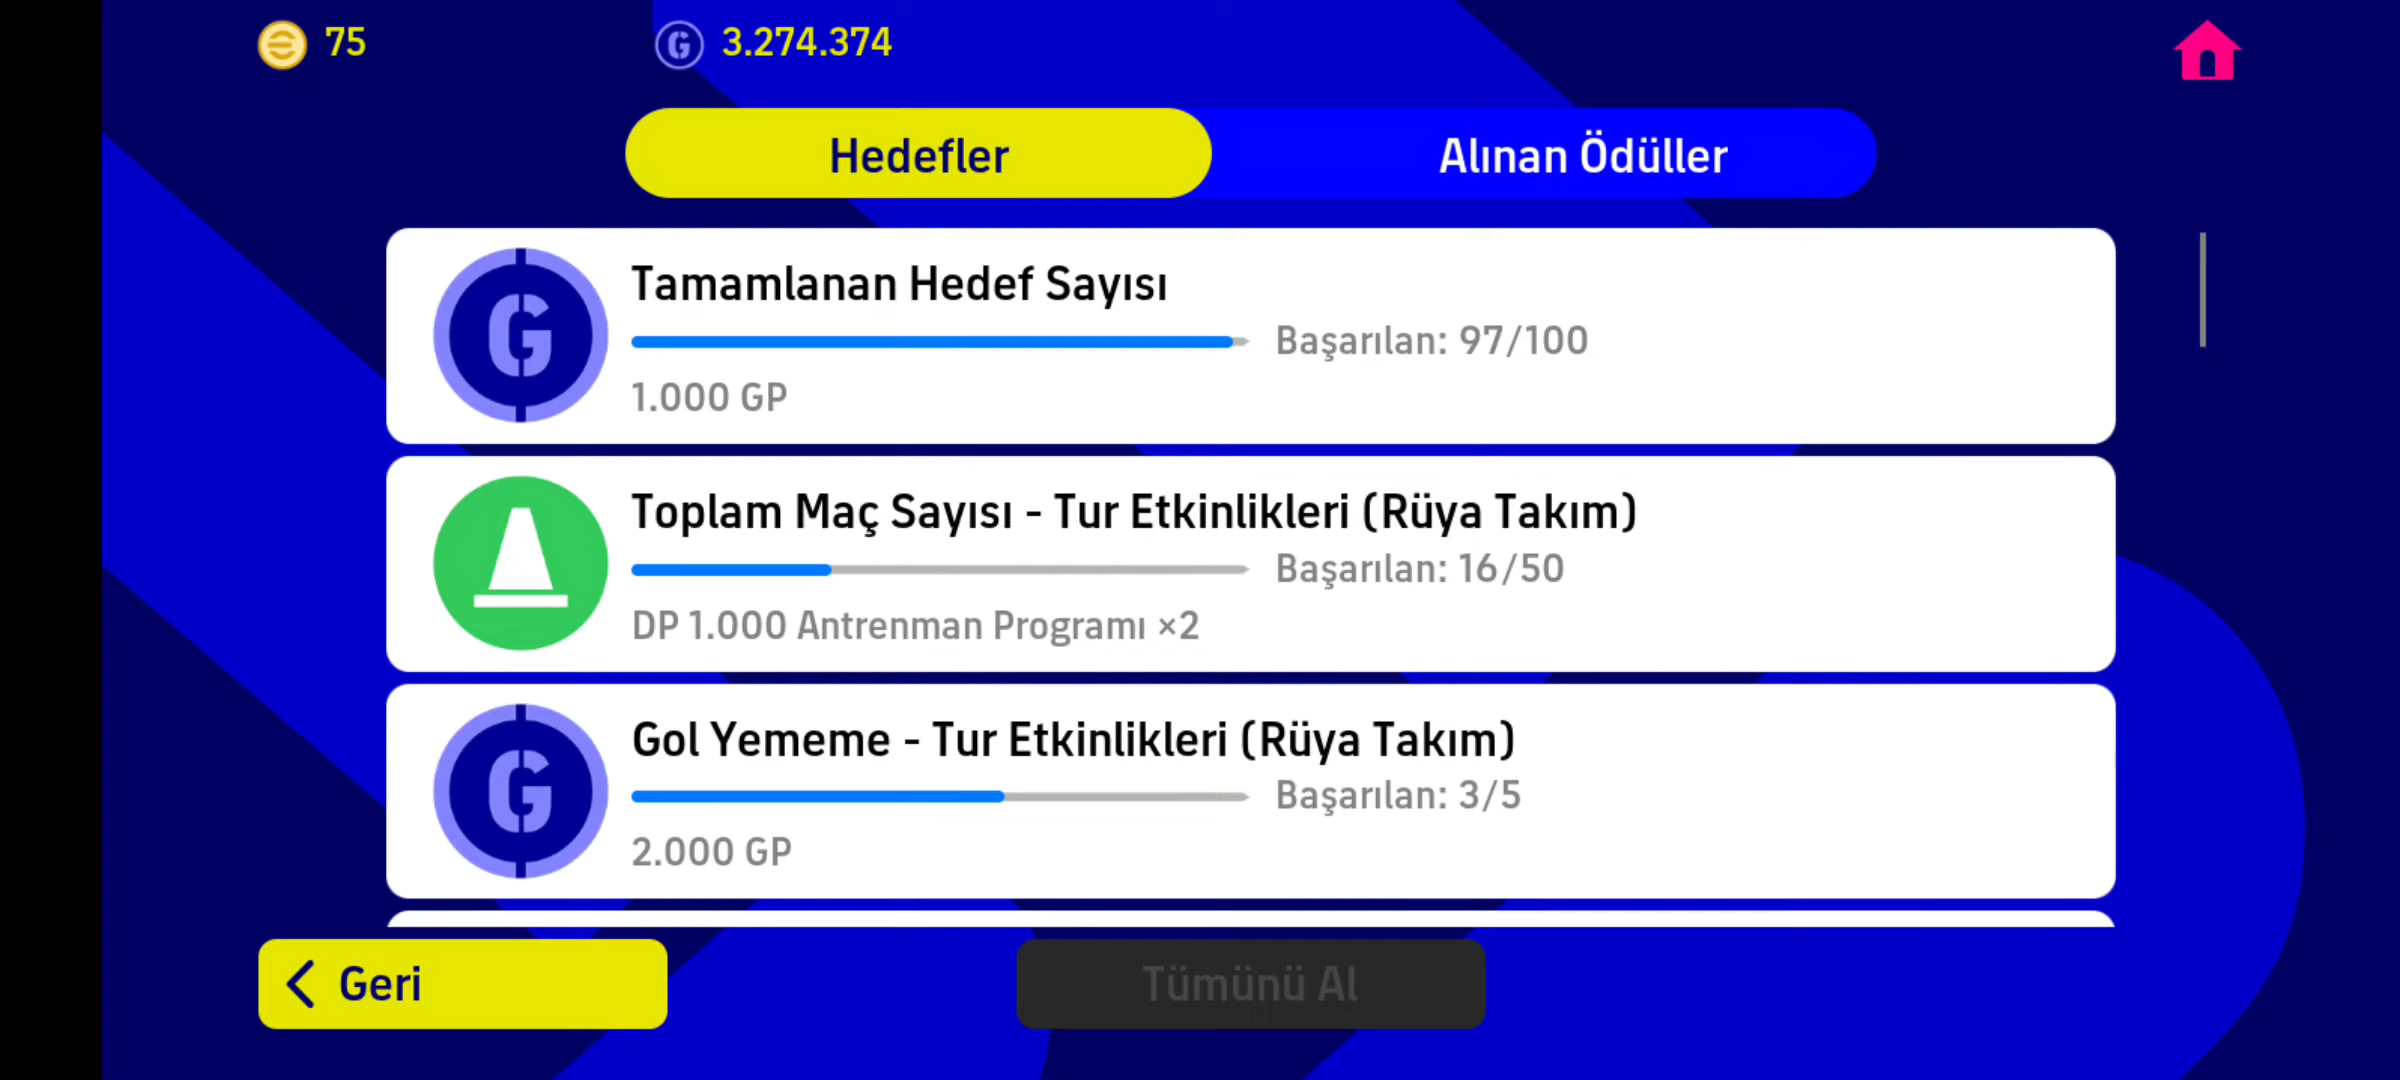 75
3.274.374
Hedefler
Alınan Ödüller
Tamamlanan Hedef Sayısı
Başarılan: 97/100
1.000 GP
Toplam Maç Sayısı - Tur Etkinlikleri (Rüya Takım)
Başarılan: 16/50
DP 1.000 Antrenman Programı ×2
Gol Yememe - Tur Etkinlikleri (Rüya Takım)
Başarılan: 3/5
2.000 GP
Geri
Tümünü Al